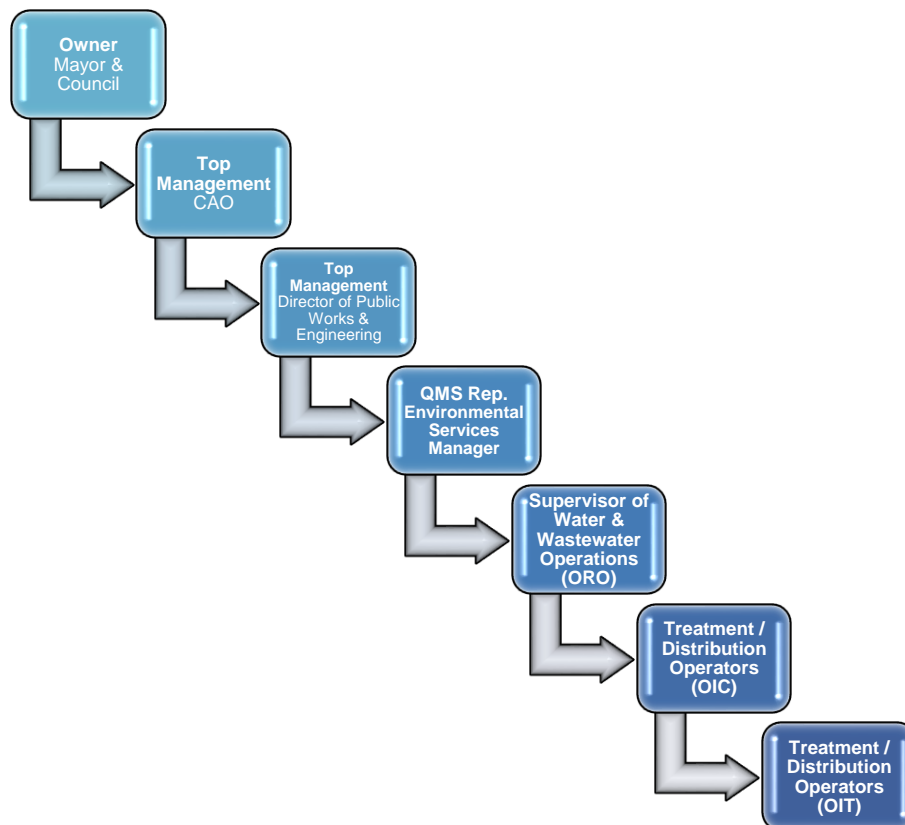 Owner
Mayor &
Council
Top
Management
CAO
Top
Management
Director of Public
Works &
Engineering
QMS Rep.
Environmental
Services
Manager
Supervisor of
Water &
Wastewater
Operations
(ORO)
Treatment /
Distribution
Operators
(OIC)
Treatment /
Distribution
Operators
(OIT)